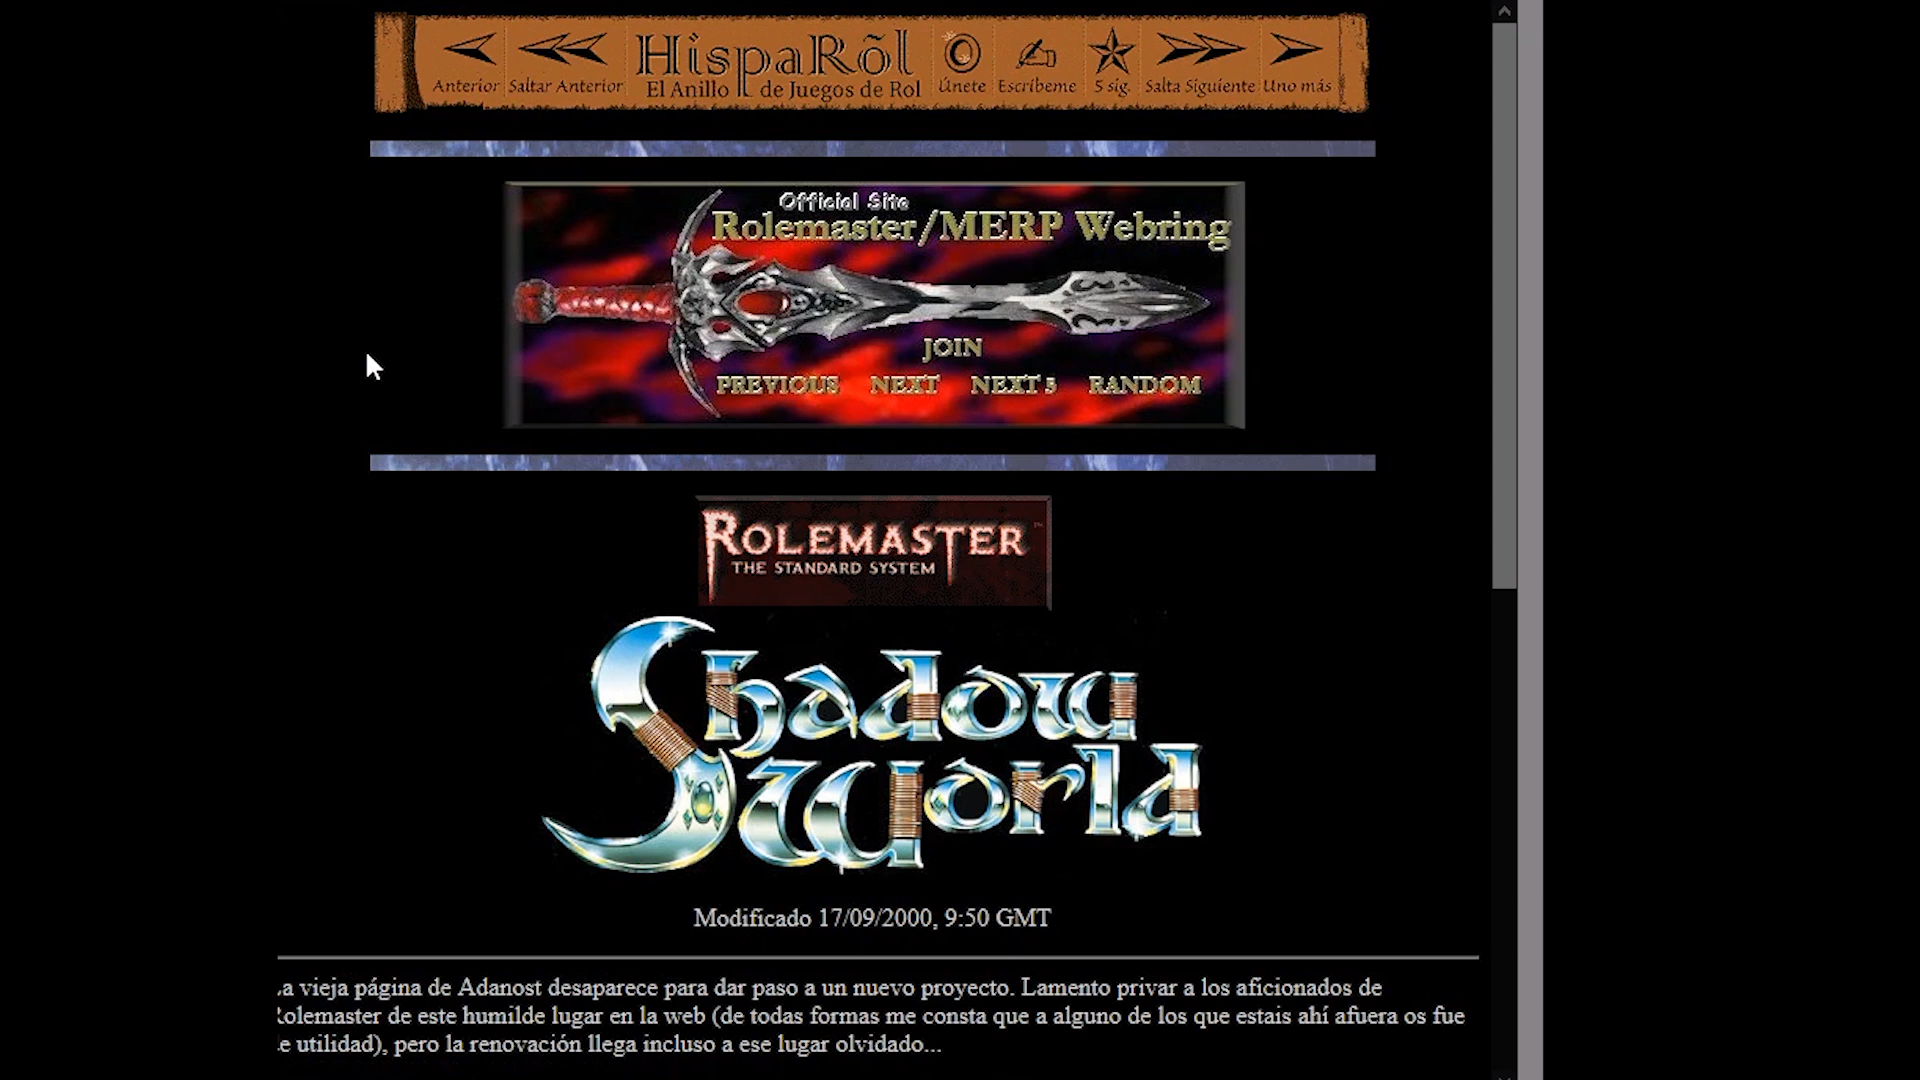 HispaRõl
El Anillo de Juegos de Rol
Anterior
Saltar Anterior
Únete
Escríbeme
5 sig.
Salta Siguiente
Uno más
Official Site
Rolemaster/MERP Webring
JOIN
PREVIOUS NEXT NEXT 5 RANDOM
ROLEMASTER™
THE STANDARD SYSTEM
Shadow
World
Modificado 17/09/2000, 9:50 GMT
La vieja página de Adanost desaparece para dar paso a un nuevo proyecto. Lamento privar a los aficionados de
Rolemaster de este humilde lugar en la web (de todas formas me consta que a alguno de los que estais ahí afuera os fue
de utilidad), pero la renovación llega incluso a ese lugar olvidado...